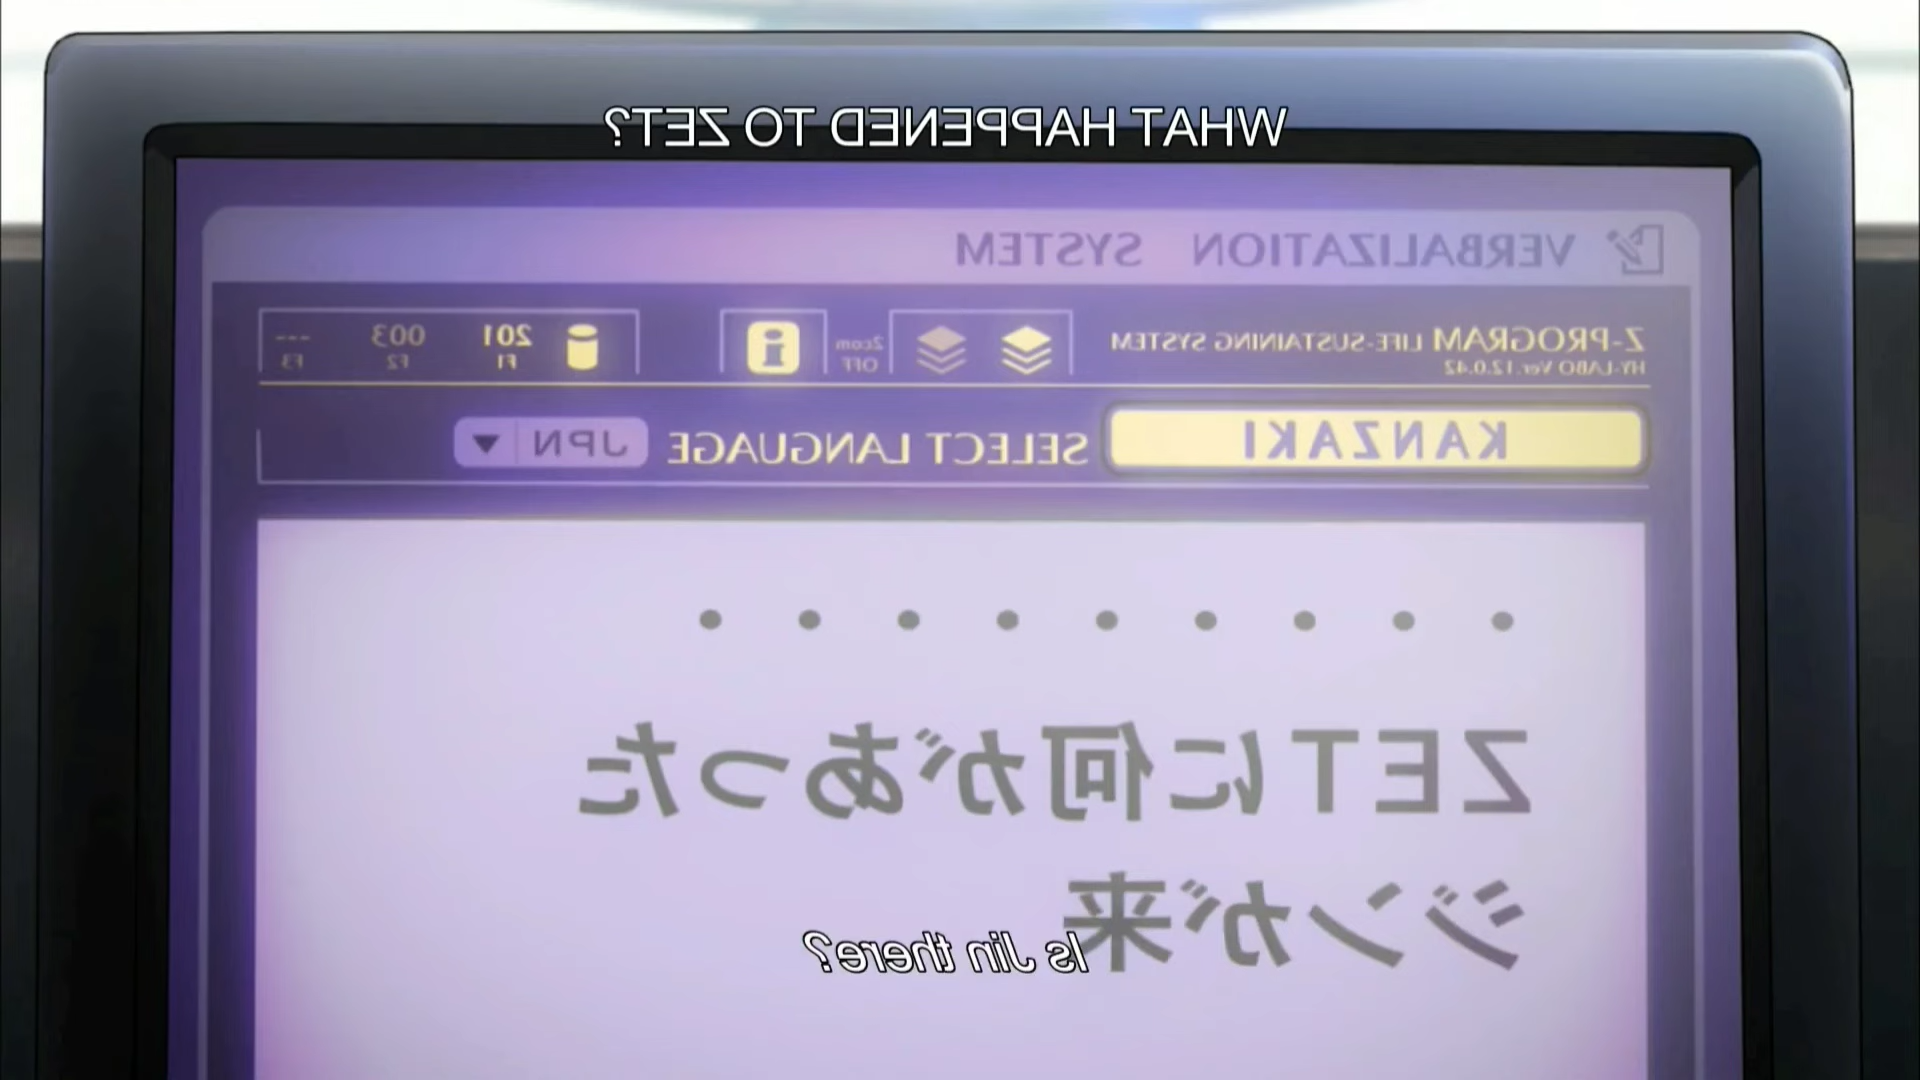 WHAT HAPPENED TO ZET?
VERBALIZATION SYSTEM
Z-PROGRAM LIFE-SUSTAINING SYSTEM
HY-LABO Ver.12.0.42
2com OFF
201 003 ---
F1 F2 F3
KANZAKI SELECT LANGUAGE JPN
・・・・・・・・・
ZETに何があった
ジンが来
Is Jin there?